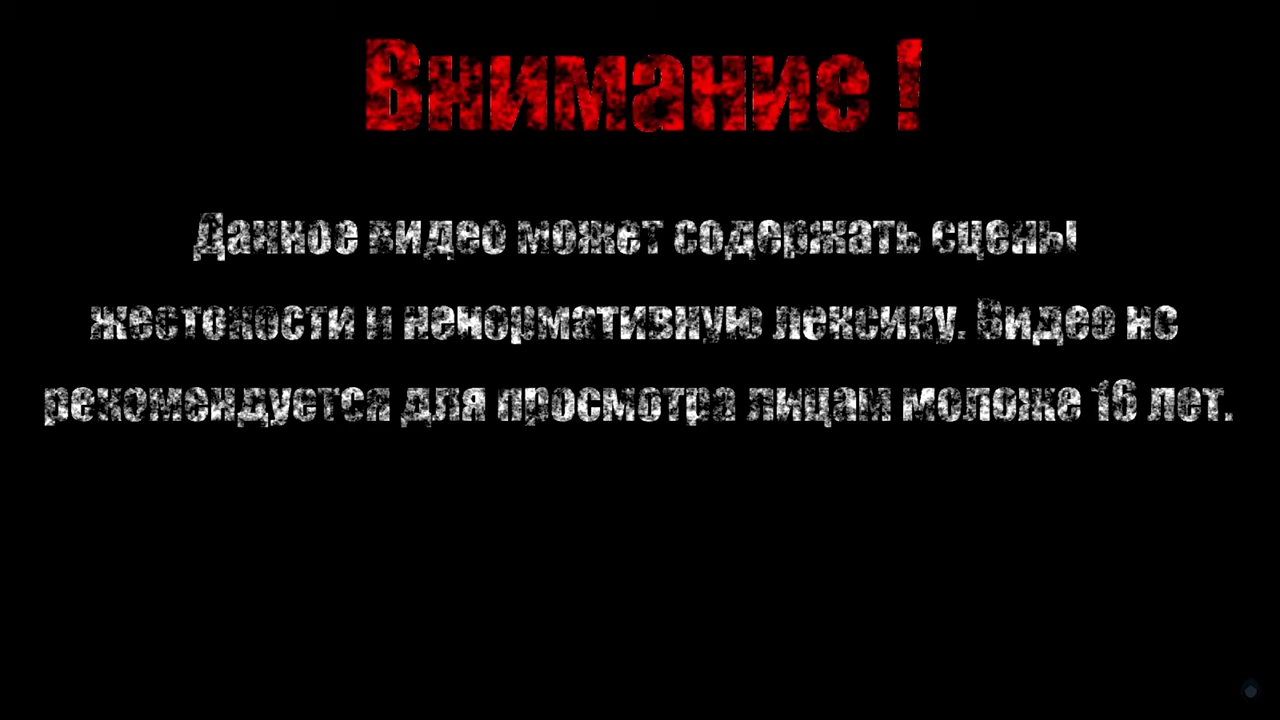 Внимание !
Данное видео может содержать сцены
жестокости и ненормативную лексику. Видео не
рекомендуется для просмотра лицам моложе 16 лет.